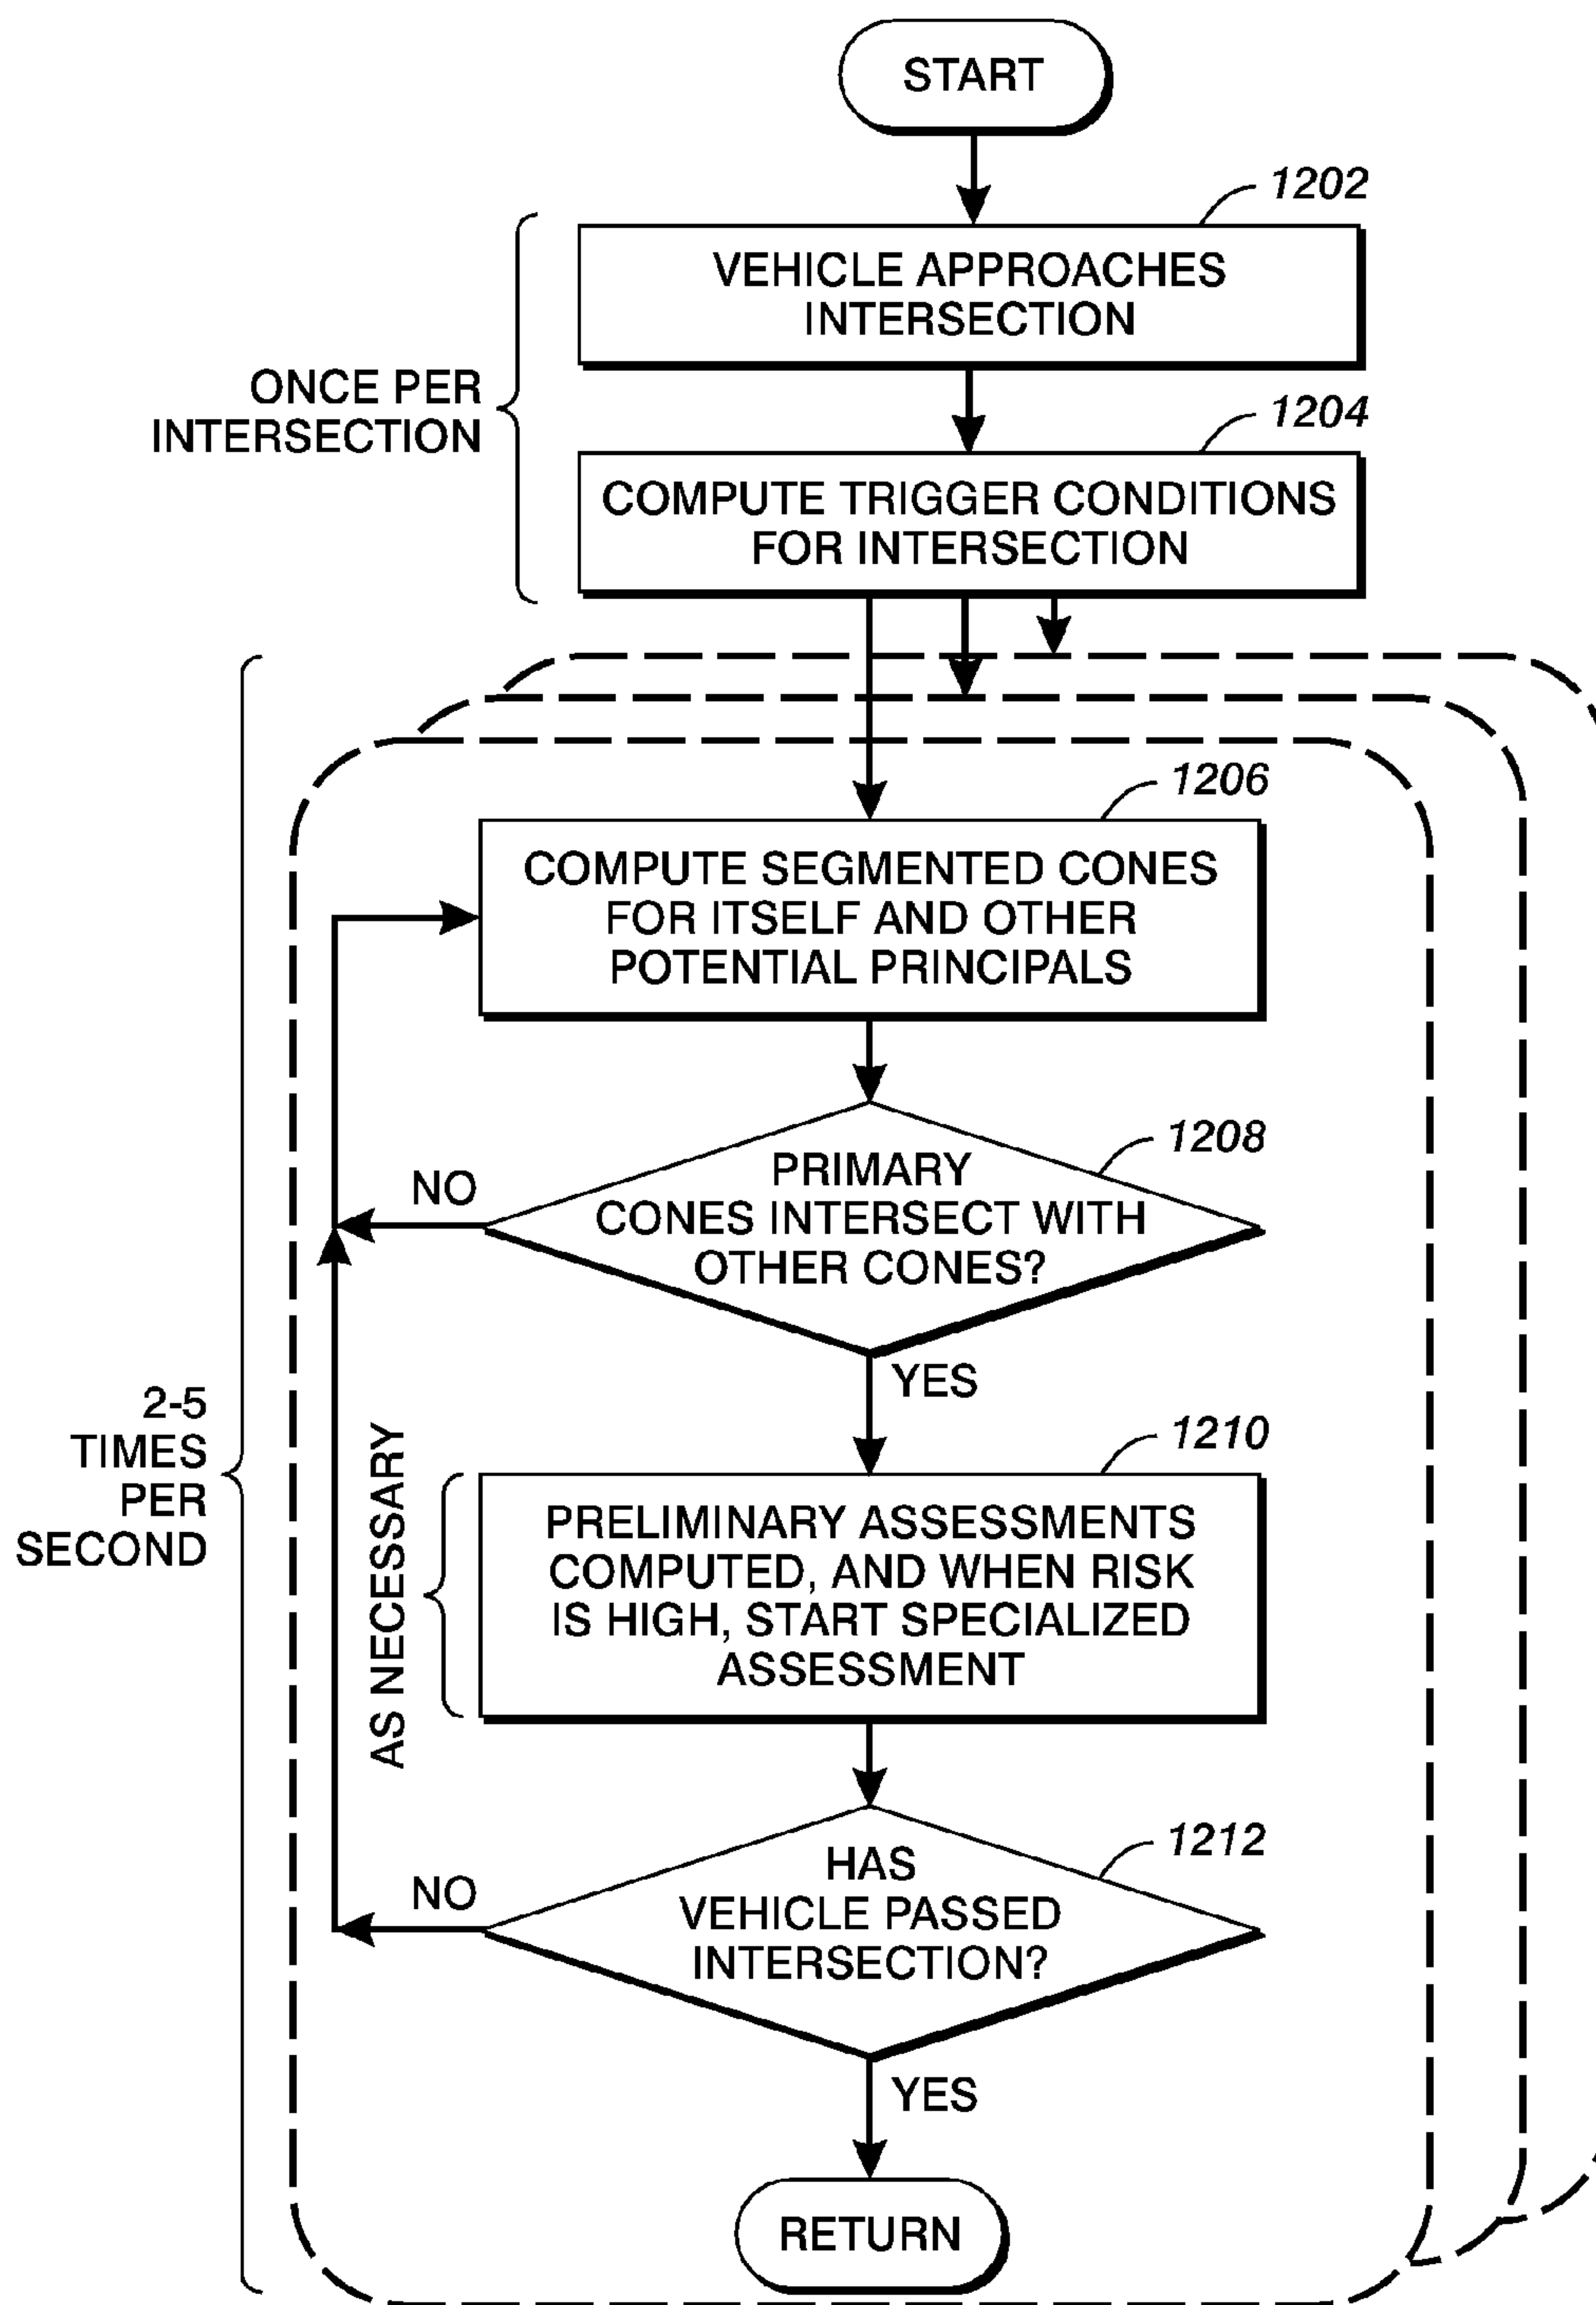 START
1202
VEHICLE APPROACHES
INTERSECTION
ONCE PER
INTERSECTION
1204
COMPUTE TRIGGER CONDITIONS
FOR INTERSECTION
1206
COMPUTE SEGMENTED CONES
FOR ITSELF AND OTHER
POTENTIAL PRINCIPALS
1208
PRIMARY
CONES INTERSECT WITH
OTHER CONES?
NO
YES
2-5
TIMES
PER
SECOND
AS NECESSARY
1210
PRELIMINARY ASSESSMENTS
COMPUTED, AND WHEN RISK
IS HIGH, START SPECIALIZED
ASSESSMENT
1212
HAS
VEHICLE PASSED
INTERSECTION?
NO
YES
RETURN